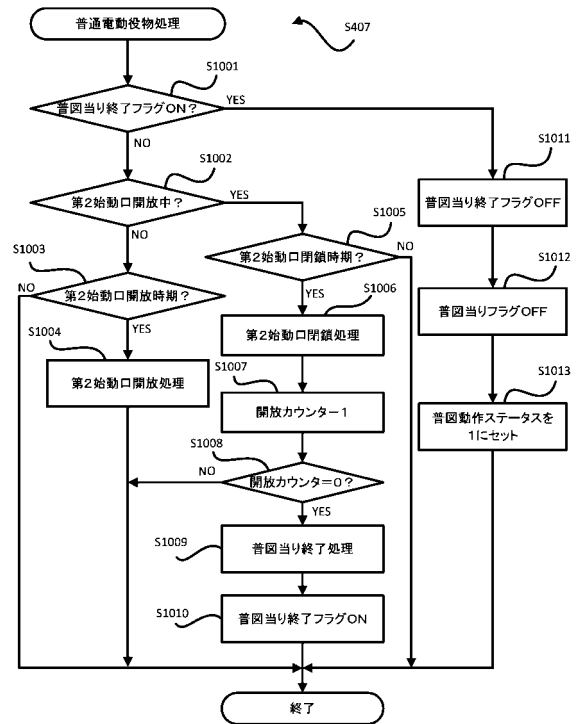 普通電動役物処理
S407
S1001
普図当り終了フラグON?
YES
NO
S1002
第2始動口開放中?
YES
NO
S1003
NO
第2始動口開放時期?
YES
S1004
第2始動口開放処理
S1005
第2始動口閉鎖時期?
NO
YES
S1006
第2始動口閉鎖処理
S1007
開放カウンター1
S1008
NO
開放カウンタ=0?
YES
S1009
普図当り終了処理
S1010
普図当り終了フラグON
S1011
普図当り終了フラグOFF
S1012
普図当りフラグOFF
S1013
普図動作ステータスを
1にセット
終了